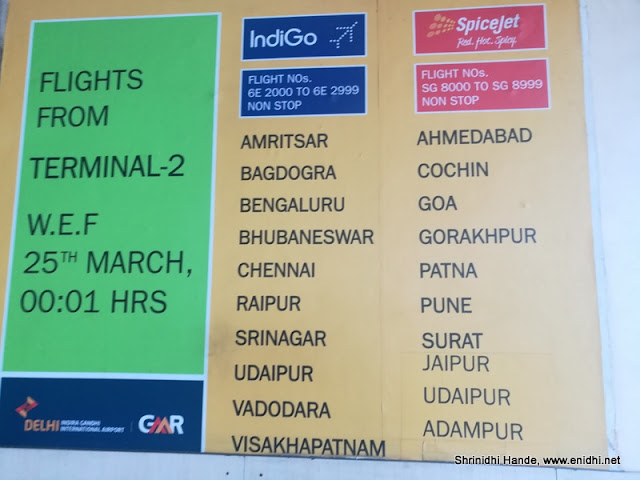 FLIGHTS
FROM
TERMINAL-2
W.E.F
25TH MARCH,
00:01 HRS
DELHI INDIRA GANDHI
INTERNATIONAL AIRPORT
GMR
IndiGo
FLIGHT NOs.
6E 2000 TO 6E 2999
NON STOP
AMRITSAR
BAGDOGRA
BENGALURU
BHUBANESWAR
CHENNAI
RAIPUR
SRINAGAR
UDAIPUR
VADODARA
VISAKHAPATNAM
SpiceJet
Red. Hot. Spicy.
FLIGHT NOs.
SG 8000 TO SG 8999
NON STOP
AHMEDABAD
COCHIN
GOA
GORAKHPUR
PATNA
PUNE
SURAT
JAIPUR
UDAIPUR
ADAMPUR
Shrinidhi Hande, www.enidhi.net